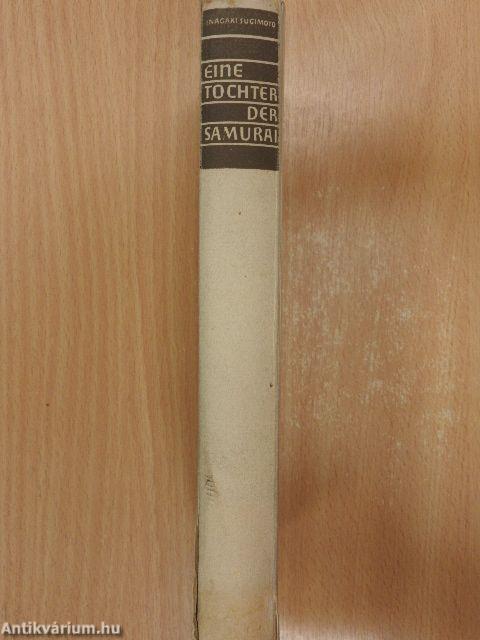 INAGAKI SUGIMOTO
EINE
TOCHTER
DER
SAMURAI
Antikvárium.hu